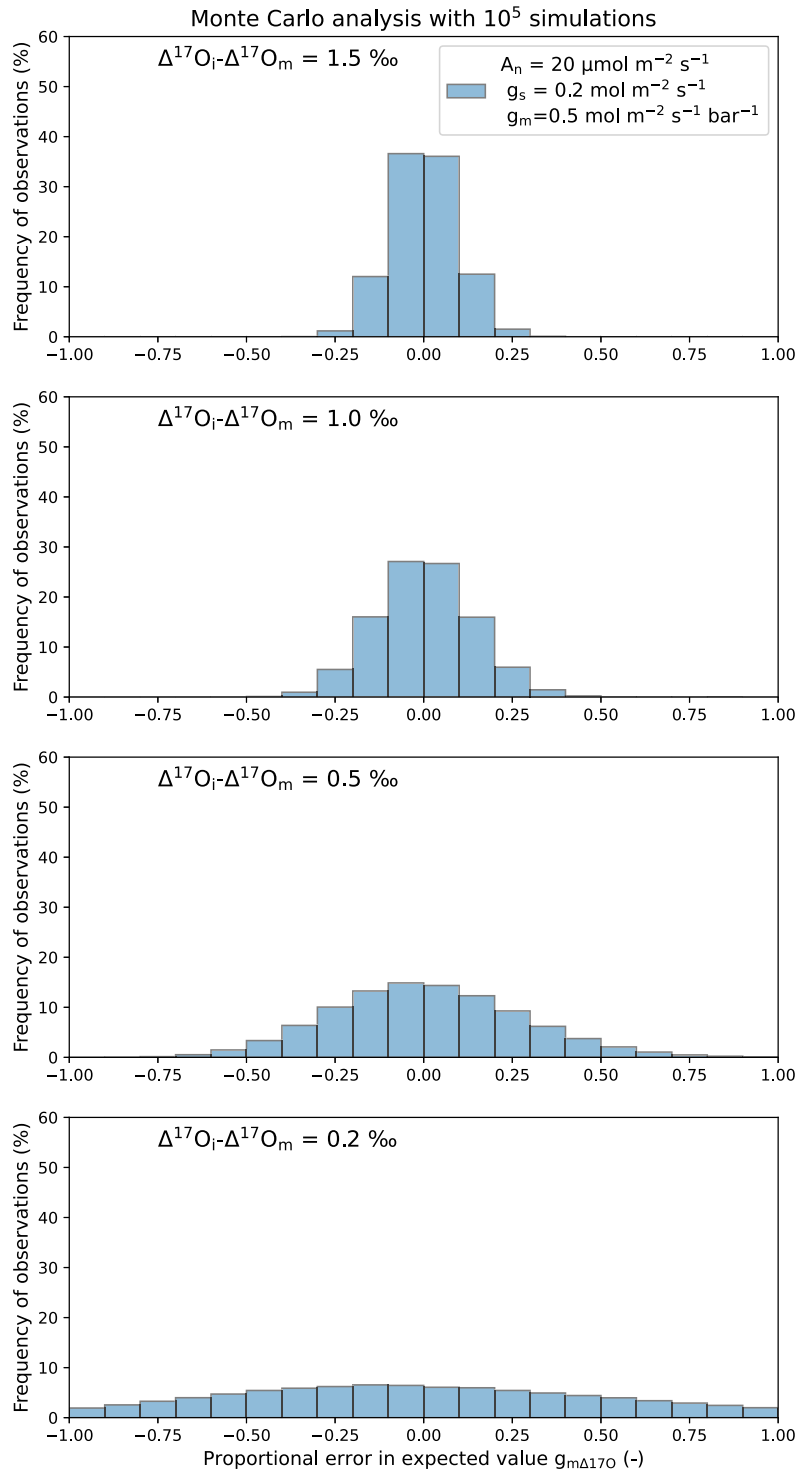 Monte Carlo analysis with 10⁵ simulations
Δ¹⁷Oᵢ-Δ¹⁷Oₘ = 1.5 ‰
Aₙ = 20 μmol m⁻² s⁻¹
gₛ = 0.2 mol m⁻² s⁻¹
gₘ=0.5 mol m⁻² s⁻¹ bar⁻¹
Frequency of observations (%)
60
50
40
30
20
10
0
−1.00 −0.75 −0.50 −0.25 0.00 0.25 0.50 0.75 1.00
Δ¹⁷Oᵢ-Δ¹⁷Oₘ = 1.0 ‰
Frequency of observations (%)
60
50
40
30
20
10
0
−1.00 −0.75 −0.50 −0.25 0.00 0.25 0.50 0.75 1.00
Δ¹⁷Oᵢ-Δ¹⁷Oₘ = 0.5 ‰
Frequency of observations (%)
60
50
40
30
20
10
0
−1.00 −0.75 −0.50 −0.25 0.00 0.25 0.50 0.75 1.00
Δ¹⁷Oᵢ-Δ¹⁷Oₘ = 0.2 ‰
Frequency of observations (%)
60
50
40
30
20
10
0
−1.00 −0.75 −0.50 −0.25 0.00 0.25 0.50 0.75 1.00
Proportional error in expected value gₘΔ₁₇O (-)